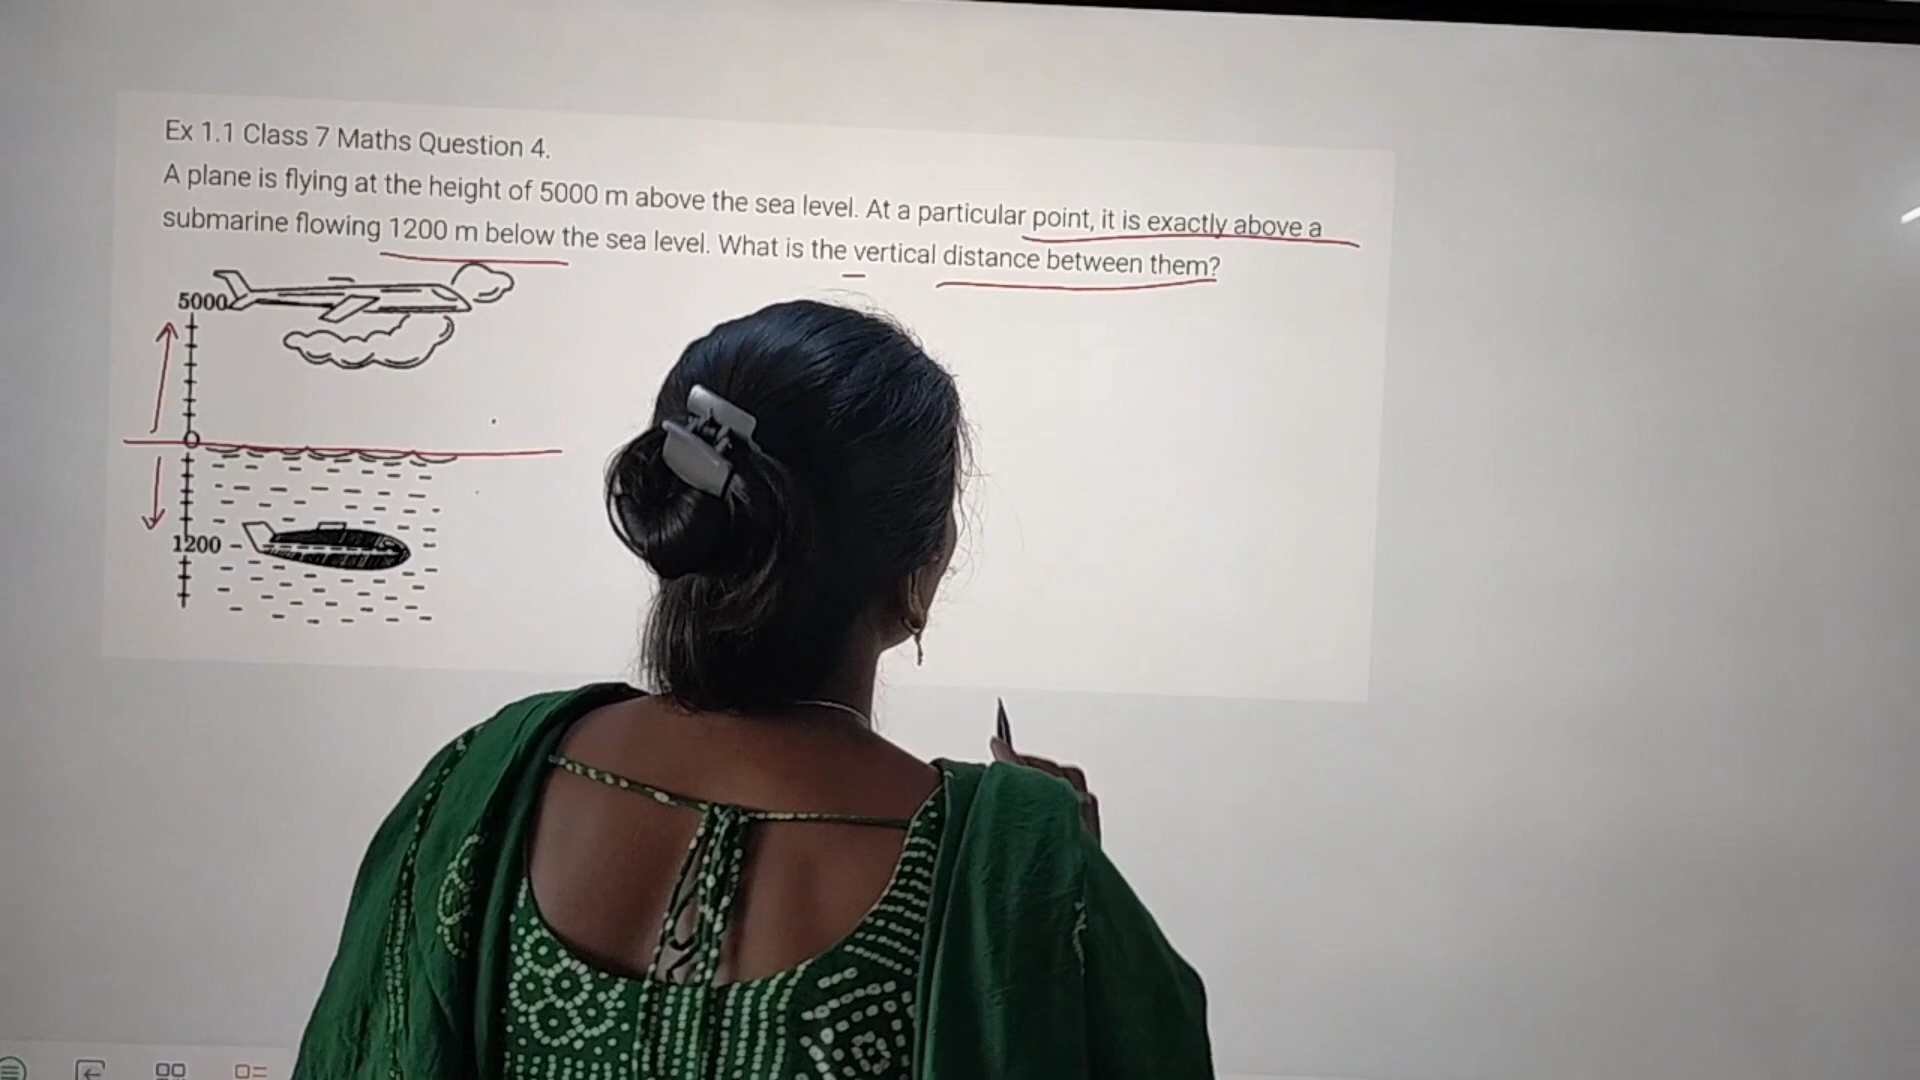 Ex 1.1 Class 7 Maths Question 4.
A plane is flying at the height of 5000 m above the sea level. At a particular point, it is exactly above a
submarine flowing 1200 m below the sea level. What is the vertical distance between them?
5000
0
1200